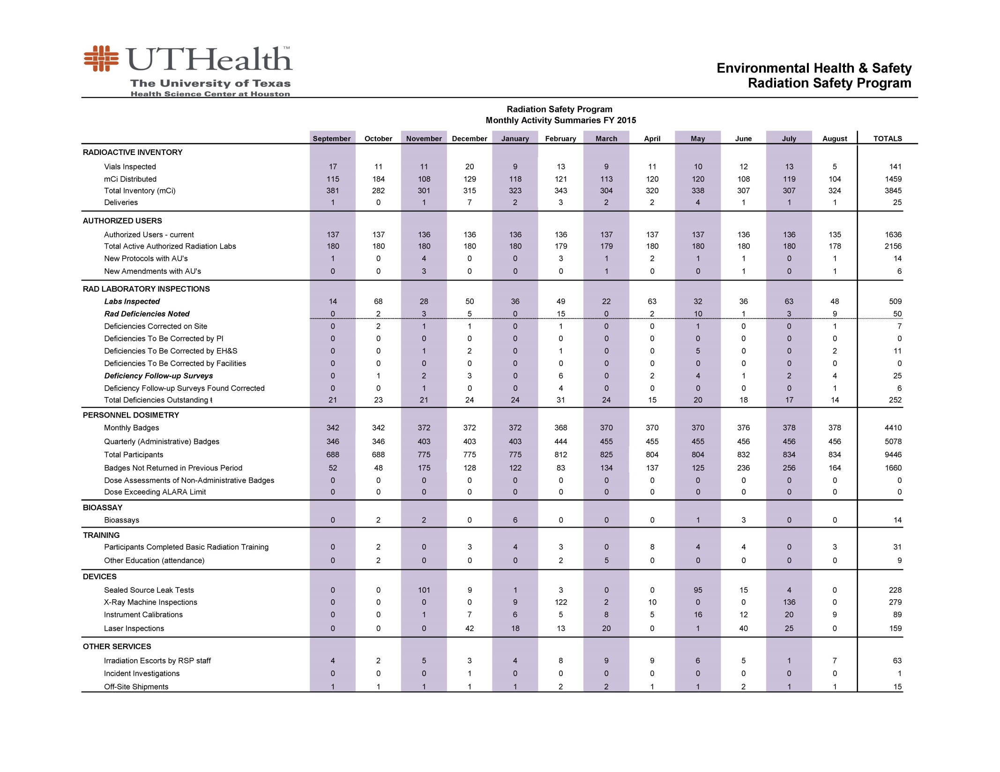 UTHealth™
The University of Texas
Health Science Center at Houston
Environmental Health & Safety
Radiation Safety Program
Radiation Safety Program
Monthly Activity Summaries FY 2015
September October November December January February March April May June July August TOTALS
RADIOACTIVE INVENTORY
Vials Inspected 17 11 11 20 9 13 9 11 10 12 13 5 141
mCi Distributed 115 184 108 129 118 121 113 120 120 108 119 104 1459
Total Inventory (mCi) 381 282 301 315 323 343 304 320 338 307 307 324 3845
Deliveries 1 0 1 7 2 3 2 2 4 1 1 1 25
AUTHORIZED USERS
Authorized Users - current 137 137 136 136 136 136 137 137 137 136 136 135 1636
Total Active Authorized Radiation Labs 180 180 180 180 180 179 179 180 180 180 180 178 2156
New Protocols with AU's 1 0 4 0 0 3 1 2 1 1 0 1 14
New Amendments with AU's 0 0 3 0 0 0 1 0 0 1 0 1 6
RAD LABORATORY INSPECTIONS
Labs Inspected 14 68 28 50 36 49 22 63 32 36 63 48 509
Rad Deficiencies Noted 0 2 3 5 0 15 0 2 10 1 3 9 50
Deficiencies Corrected on Site 0 2 1 1 0 1 0 0 1 0 0 1 7
Deficiencies To Be Corrected by PI 0 0 0 0 0 0 0 0 0 0 0 0 0
Deficiencies To Be Corrected by EH&S 0 0 1 2 0 1 0 0 5 0 0 2 11
Deficiencies To Be Corrected by Facilities 0 0 0 0 0 0 0 0 0 0 0 0 0
Deficiency Follow-up Surveys 0 1 2 3 0 6 0 2 4 1 2 4 25
Deficiency Follow-up Surveys Found Corrected 0 0 1 0 0 4 0 0 0 0 0 1 6
Total Deficiencies Outstanding ŧ 21 23 21 24 24 31 24 15 20 18 17 14 252
PERSONNEL DOSIMETRY
Monthly Badges 342 342 372 372 372 368 370 370 370 376 378 378 4410
Quarterly (Administrative) Badges 346 346 403 403 403 444 455 455 455 456 456 456 5078
Total Participants 688 688 775 775 775 812 825 804 804 832 834 834 9446
Badges Not Returned in Previous Period 52 48 175 128 122 83 134 137 125 236 256 164 1660
Dose Assessments of Non-Administrative Badges 0 0 0 0 0 0 0 0 0 0 0 0 0
Dose Exceeding ALARA Limit 0 0 0 0 0 0 0 0 0 0 0 0 0
BIOASSAY
Bioassays 0 2 2 0 6 0 0 0 1 3 0 0 14
TRAINING
Participants Completed Basic Radiation Training 0 2 0 3 4 3 0 8 4 4 0 3 31
Other Education (attendance) 0 2 0 0 0 2 5 0 0 0 0 0 9
DEVICES
Sealed Source Leak Tests 0 0 101 9 1 3 0 0 95 15 4 0 228
X-Ray Machine Inspections 0 0 0 0 9 122 2 10 0 0 136 0 279
Instrument Calibrations 0 0 1 7 6 5 8 5 16 12 20 9 89
Laser Inspections 0 0 0 42 18 13 20 0 1 40 25 0 159
OTHER SERVICES
Irradiation Escorts by RSP staff 4 2 5 3 4 8 9 9 6 5 1 7 63
Incident Investigations 0 0 0 1 0 0 0 0 0 0 0 0 1
Off-Site Shipments 1 1 1 1 1 2 2 1 1 2 1 1 15